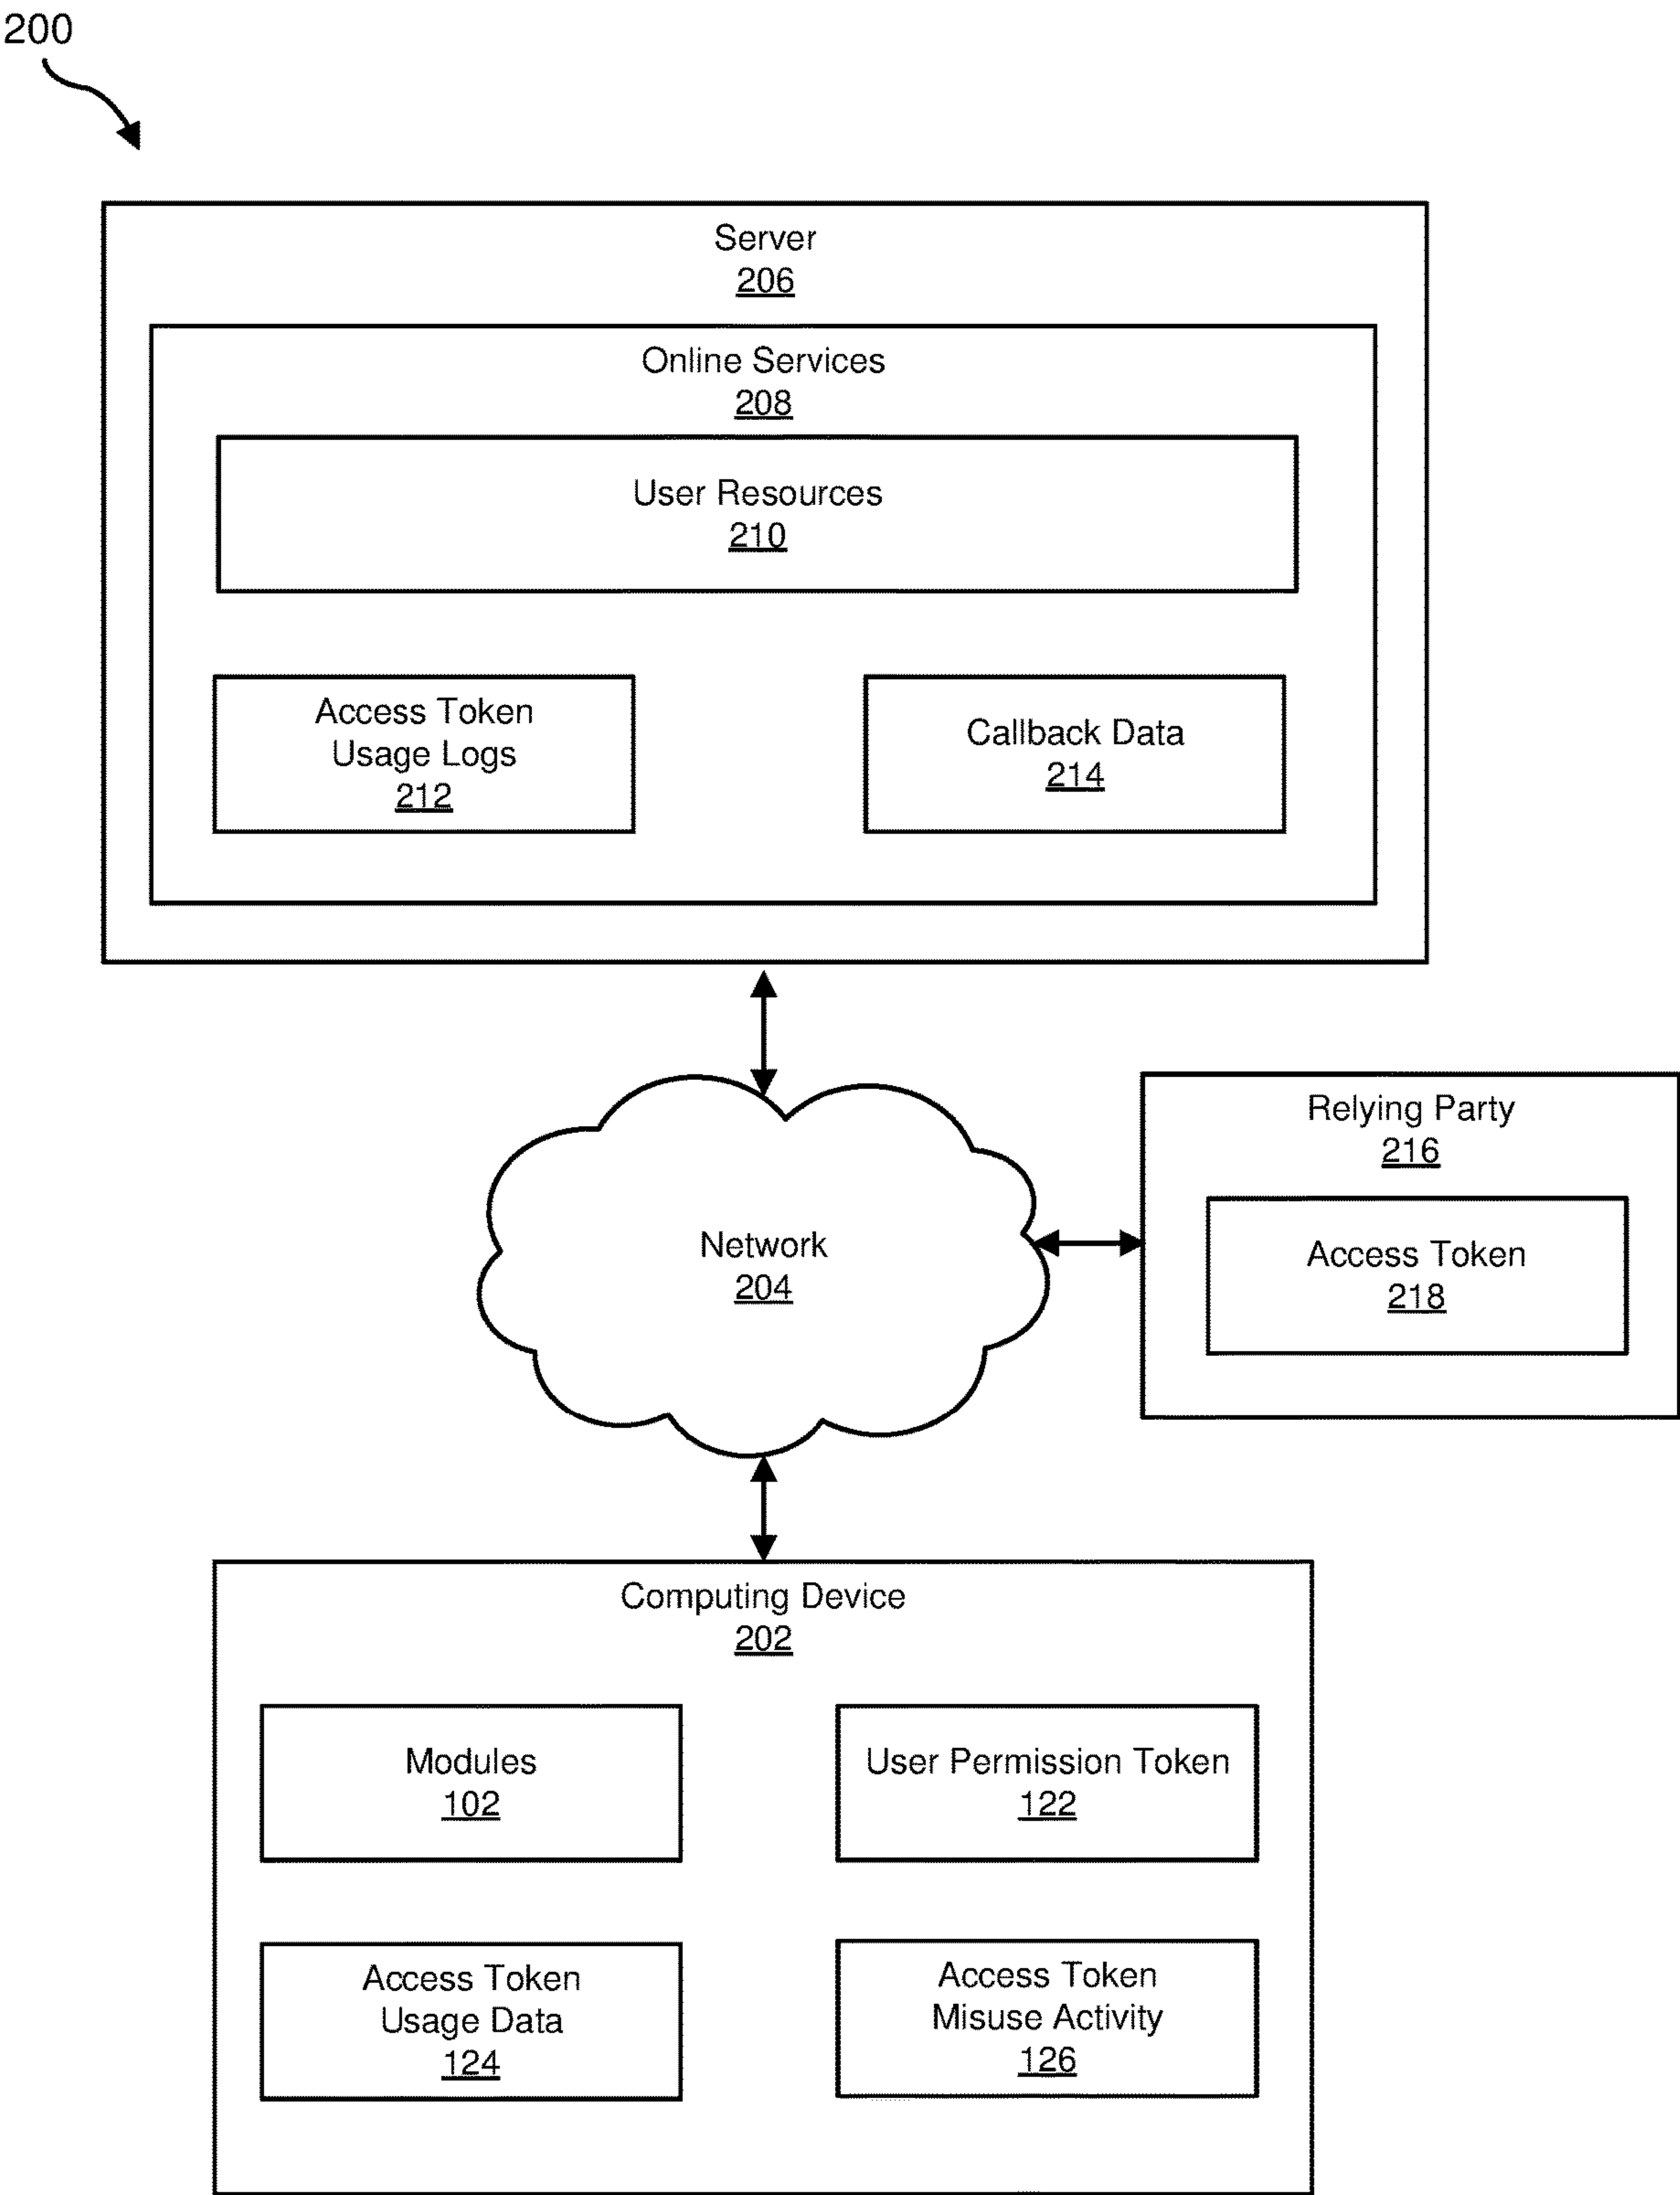 200
Server
206
Online Services
208
User Resources
210
Access Token
Usage Logs
212
Callback Data
214
Relying Party
216
Network
204
Access Token
218
Computing Device
202
Modules
102
User Permission Token
122
Access Token
Usage Data
124
Access Token
Misuse Activity
126